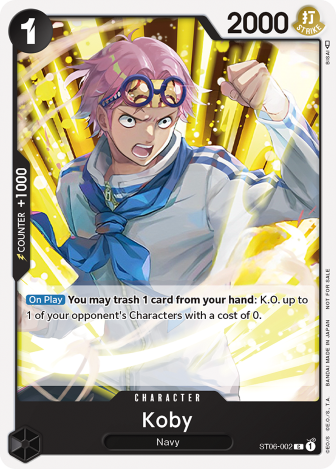 1
2000
打
STRIKE
COUNTER +1000
On Play You may trash 1 card from your hand: K.O. up to
1 of your opponent's Characters with a cost of 0.
CHARACTER
Koby
Navy
ST06-002 C 1
BISAI
NOT FOR SALE
BANDAI MADE IN JAPAN
©E.O./S., T.A.